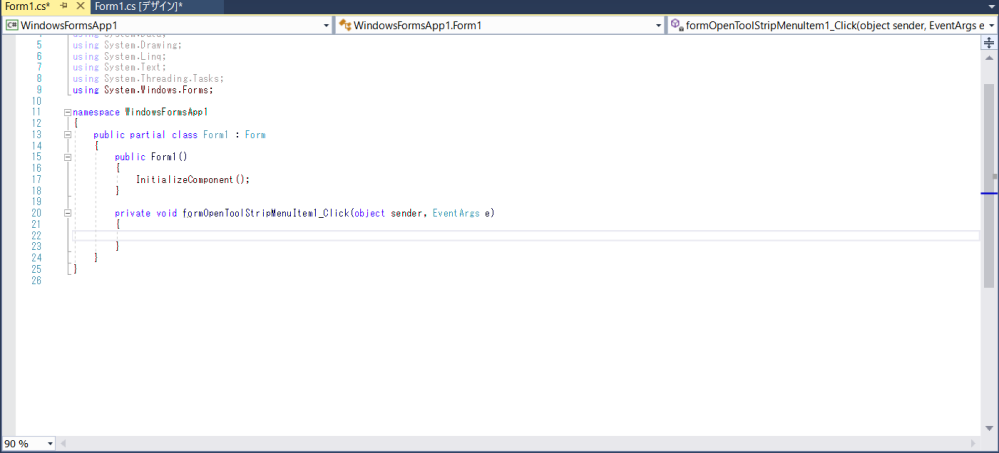 Form1.cs* Form1.cs [デザイン]*
C# WindowsFormsApp1 WindowsFormsApp1.Form1 formOpenToolStripMenuItem1_Click(object sender, EventArgs e
4 using System.Data;
5 using System.Drawing;
6 using System.Linq;
7 using System.Text;
8 using System.Threading.Tasks;
9 using System.Windows.Forms;
10
11 namespace WindowsFormsApp1
12 {
13 public partial class Form1 : Form
14 {
15 public Form1()
16 {
17 InitializeComponent();
18 }
19
20 private void formOpenToolStripMenuItem1_Click(object sender, EventArgs e)
21 {
22
23 }
24 }
25 }
26
90 %